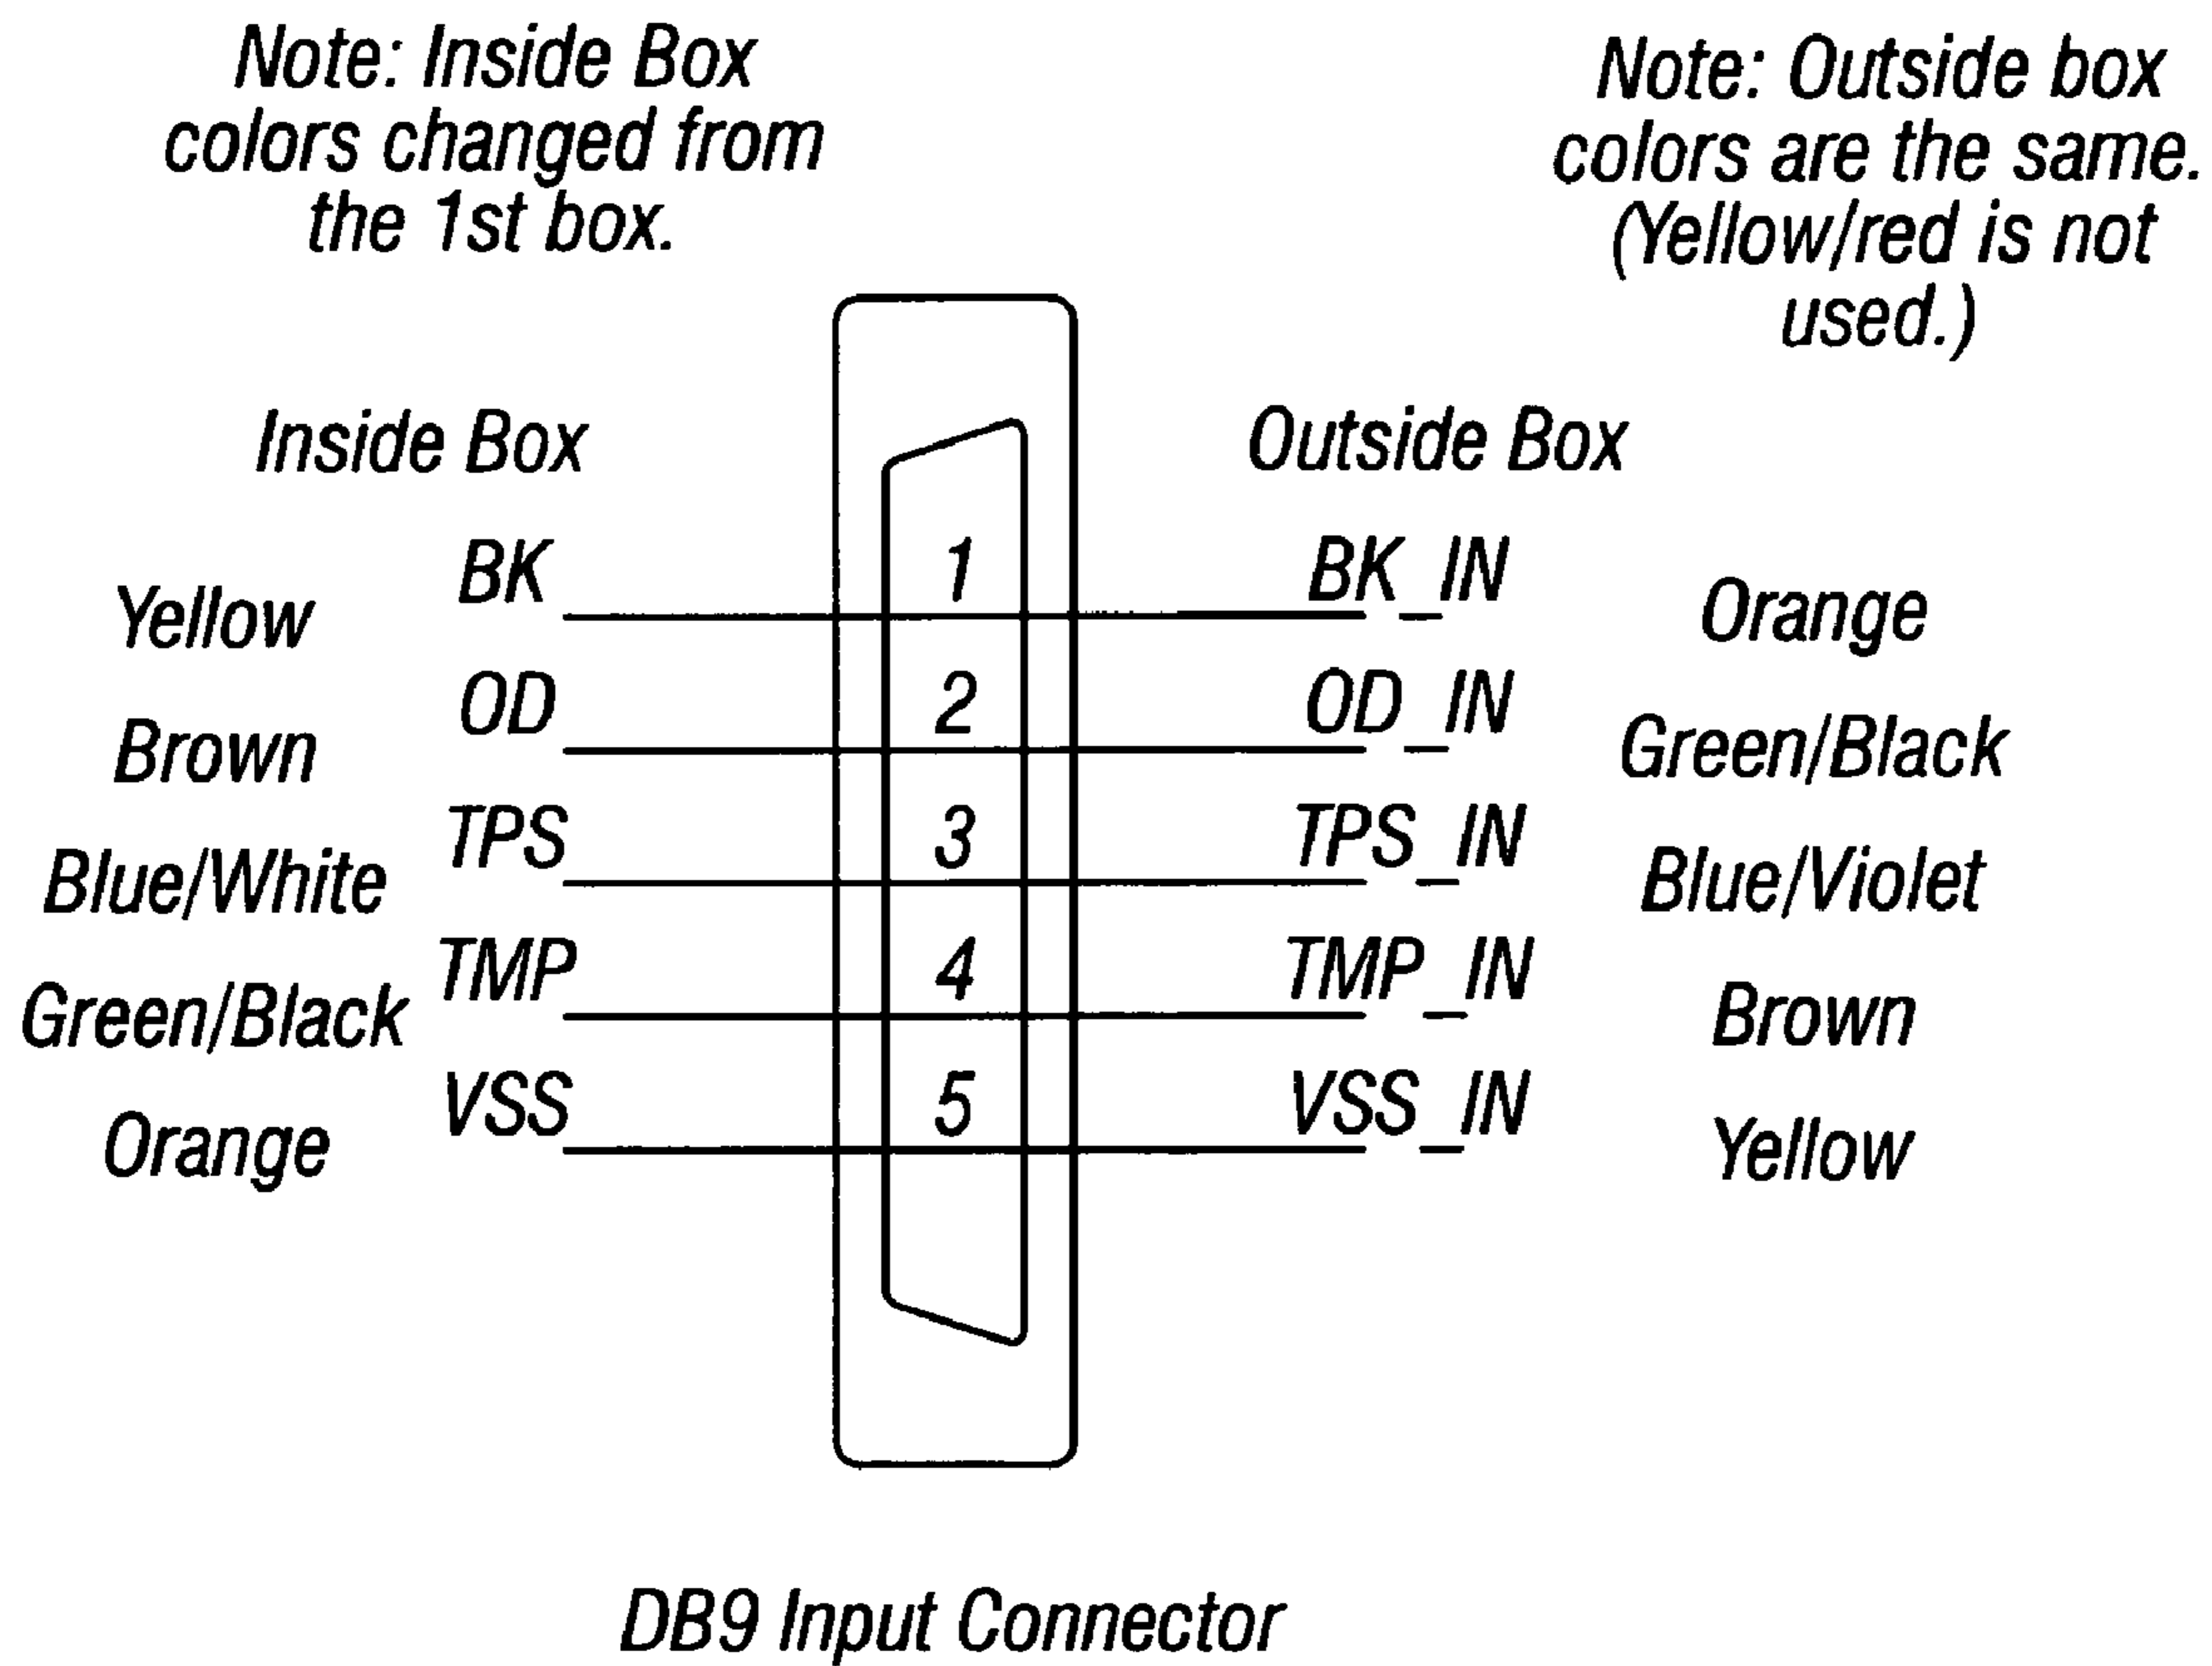 Note: Inside Box
colors changed from
the 1st box.
Note: Outside box
colors are the same.
(Yellow/red is not
used.)
Inside Box
Outside Box
Yellow BK 1 BK_IN Orange
Brown OD 2 OD_IN Green/Black
Blue/White TPS 3 TPS_IN Blue/Violet
Green/Black TMP 4 TMP_IN Brown
Orange VSS 5 VSS_IN Yellow
DB9 Input Connector